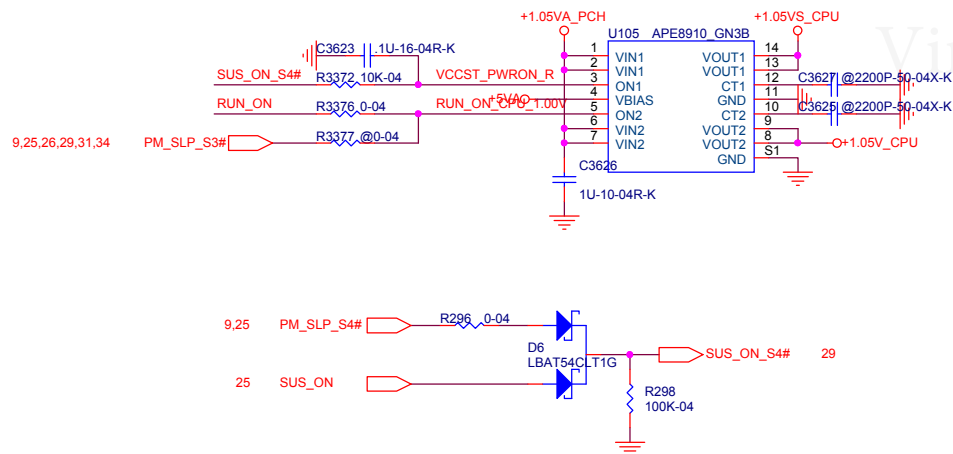 +1.05VA_PCH
+1.05VS_CPU
U105 APE8910_GN3B
Vi
C3623 .1U-16-04R-K
1 VIN1 VOUT1 14
2 VIN1 VOUT1 13
SUS_ON_S4# R3372 10K-04 VCCST_PWRON_R 3 ON1 CT1 12 C3627 @2200P-50-04X-K
+5VA 4 VBIAS GND 11
RUN_ON R3376 0-04 RUN_ON_CPU_1.00V 5 ON2 CT2 10 C3625 @2200P-50-04X-K
6 VIN2 VOUT2 9
9,25,26,29,31,34 PM_SLP_S3# R3377 @0-04 7 VIN2 VOUT2 8 +1.05V_CPU
GND S1
C3626
1U-10-04R-K
9,25 PM_SLP_S4# R296 0-04
D6
LBAT54CLT1G
SUS_ON_S4# 29
25 SUS_ON
R298
100K-04